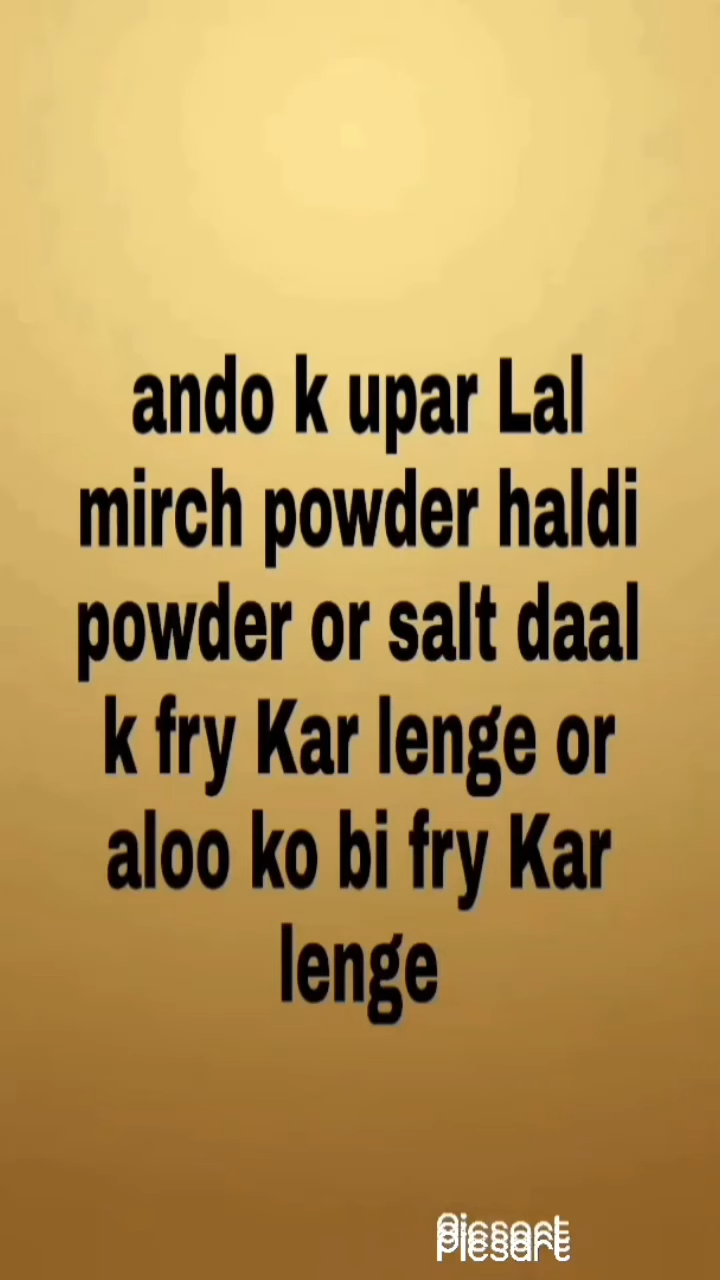 ando k upar Lal
mirch powder haldi
powder or salt daal
k fry Kar lenge or
aloo ko bi fry Kar
lenge
Picsart